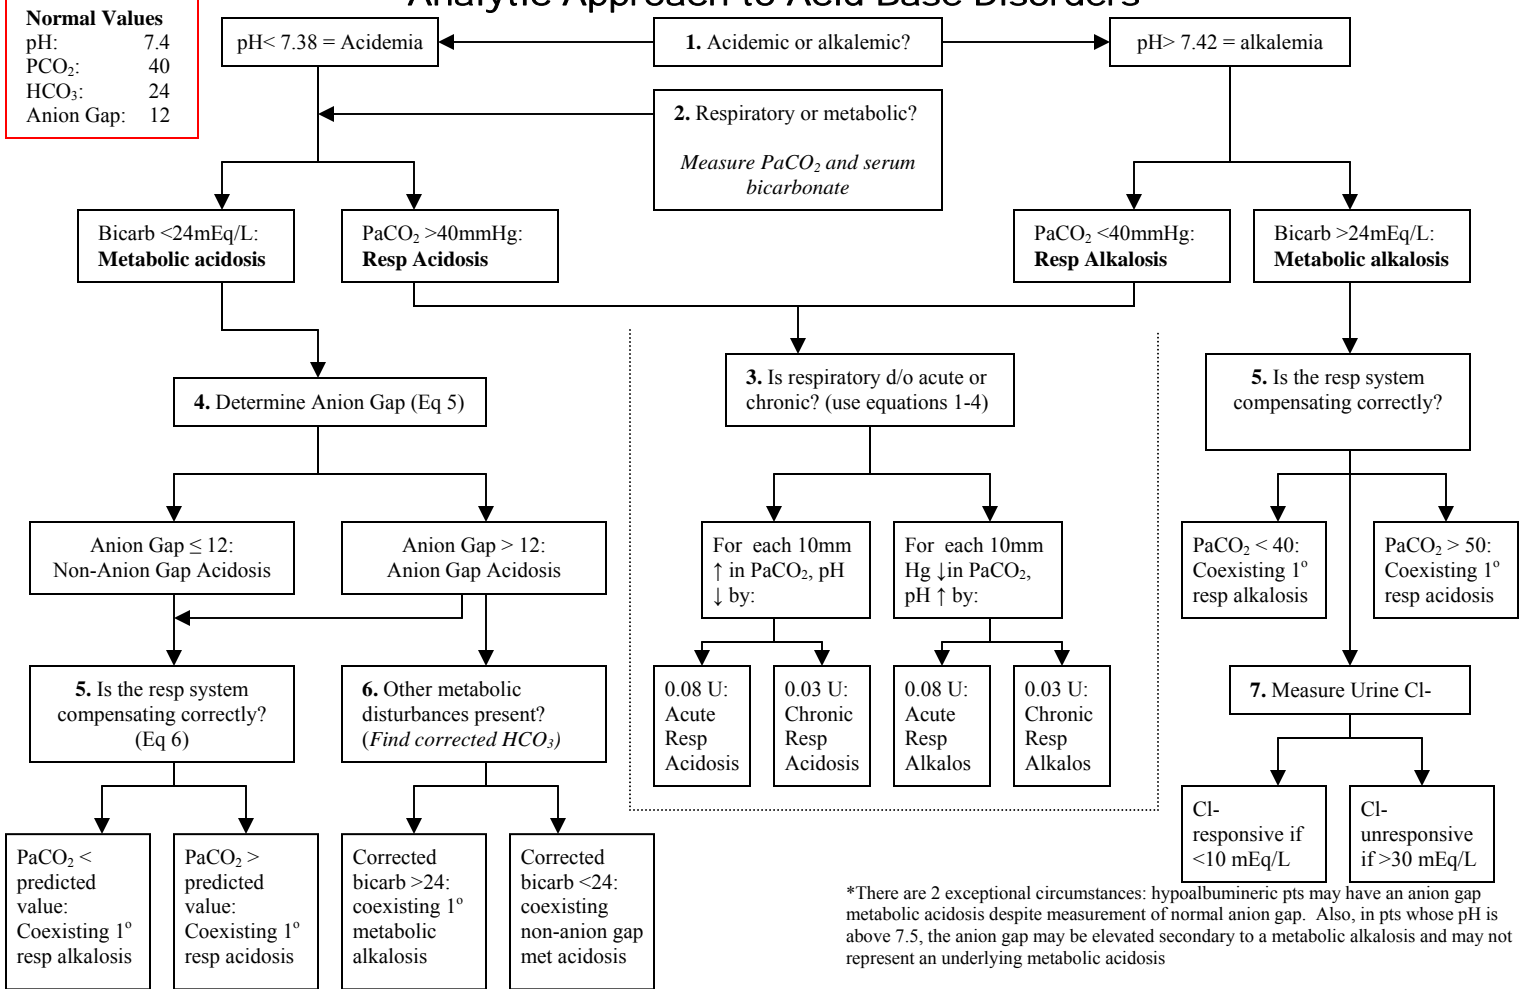 Analytic Approach to Acid Base Disorders
Normal Values
pH: 7.4
PCO₂: 40
HCO₃: 24
Anion Gap: 12
pH< 7.38 = Acidemia
1. Acidemic or alkalemic?
pH> 7.42 = alkalemia
2. Respiratory or metabolic?
Measure PaCO₂ and serum
bicarbonate
Bicarb <24mEq/L:
Metabolic acidosis
PaCO₂ >40mmHg:
Resp Acidosis
PaCO₂ <40mmHg:
Resp Alkalosis
Bicarb >24mEq/L:
Metabolic alkalosis
4. Determine Anion Gap (Eq 5)
3. Is respiratory d/o acute or
chronic? (use equations 1-4)
5. Is the resp system
compensating correctly?
Anion Gap ≤ 12:
Non-Anion Gap Acidosis
Anion Gap > 12:
Anion Gap Acidosis
For each 10mm
↑ in PaCO₂, pH
↓ by:
For each 10mm
Hg ↓in PaCO₂,
pH ↑ by:
PaCO₂ < 40:
Coexisting 1°
resp alkalosis
PaCO₂ > 50:
Coexisting 1°
resp acidosis
5. Is the resp system
compensating correctly?
(Eq 6)
6. Other metabolic
disturbances present?
(Find corrected HCO₃)
0.08 U:
Acute
Resp
Acidosis
0.03 U:
Chronic
Resp
Acidosis
0.08 U:
Acute
Resp
Alkalos
0.03 U:
Chronic
Resp
Alkalos
7. Measure Urine Cl-
PaCO₂ <
predicted
value:
Coexisting 1°
resp alkalosis
PaCO₂ >
predicted
value:
Coexisting 1°
resp acidosis
Corrected
bicarb >24:
coexisting 1°
metabolic
alkalosis
Corrected
bicarb <24:
coexisting
non-anion gap
met acidosis
Cl-
responsive if
<10 mEq/L
Cl-
unresponsive
if >30 mEq/L
*There are 2 exceptional circumstances: hypoalbumineric pts may have an anion gap
metabolic acidosis despite measurement of normal anion gap. Also, in pts whose pH is
above 7.5, the anion gap may be elevated secondary to a metabolic alkalosis and may not
represent an underlying metabolic acidosis